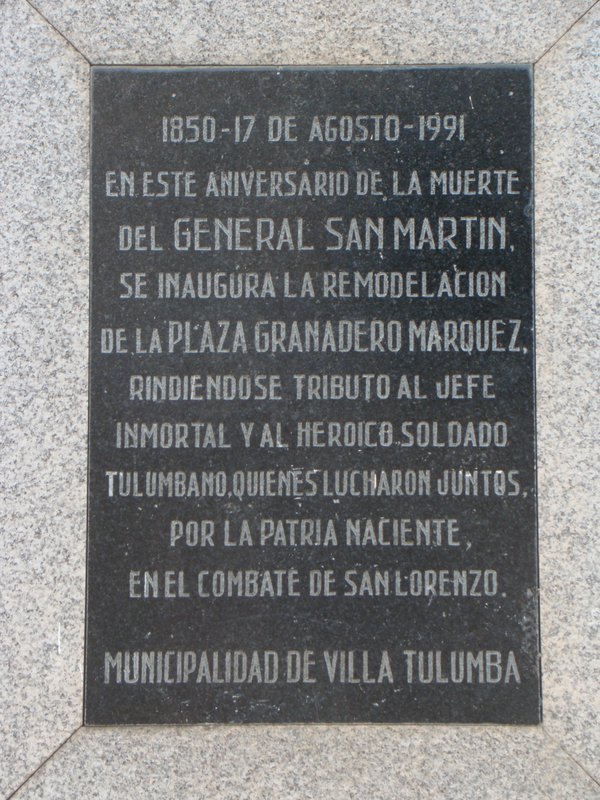 1850-17 DE AGOSTO-1991
EN ESTE ANIVERSARIO DE LA MUERTE
DEL GENERAL SAN MARTIN,
SE INAUGURA LA REMODELACION
DE LA PLAZA GRANADERO MARQUEZ,
RINDIENDOSE TRIBUTO AL JEFE
INMORTAL Y AL HEROICO SOLDADO
TULUMBANO, QUIENES LUCHARON JUNTOS,
POR LA PATRIA NACIENTE,
EN EL COMBATE DE SAN LORENZO.
MUNICIPALIDAD DE VILLA TULUMBA